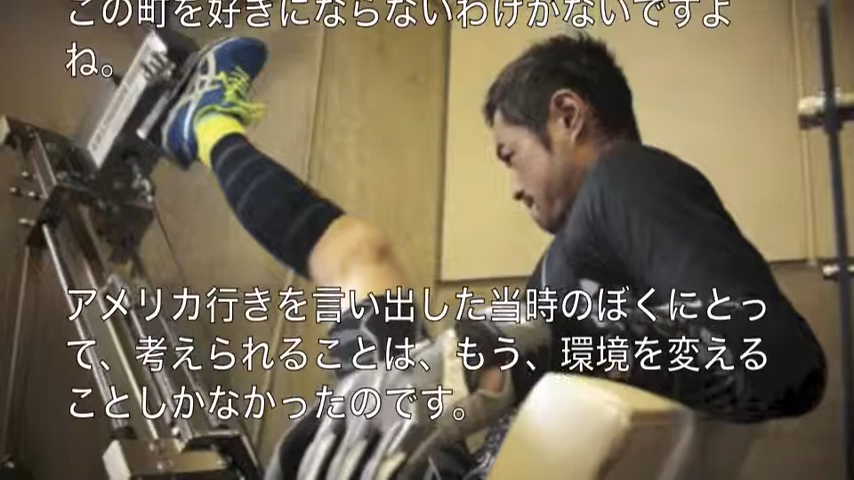 この町を好きにならないわけがないですよ
ね。
アメリカ行きを言い出した当時のぼくにとっ
て、考えられることは、もう、環境を変える
ことしかなかったのです。